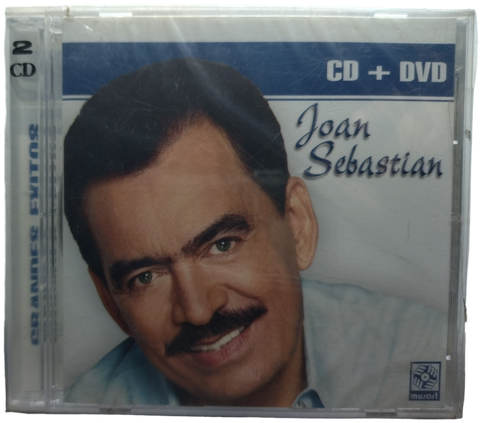 2
CD
GRANDES EXITOS
CD + DVD
Joan
Sebastian
musart